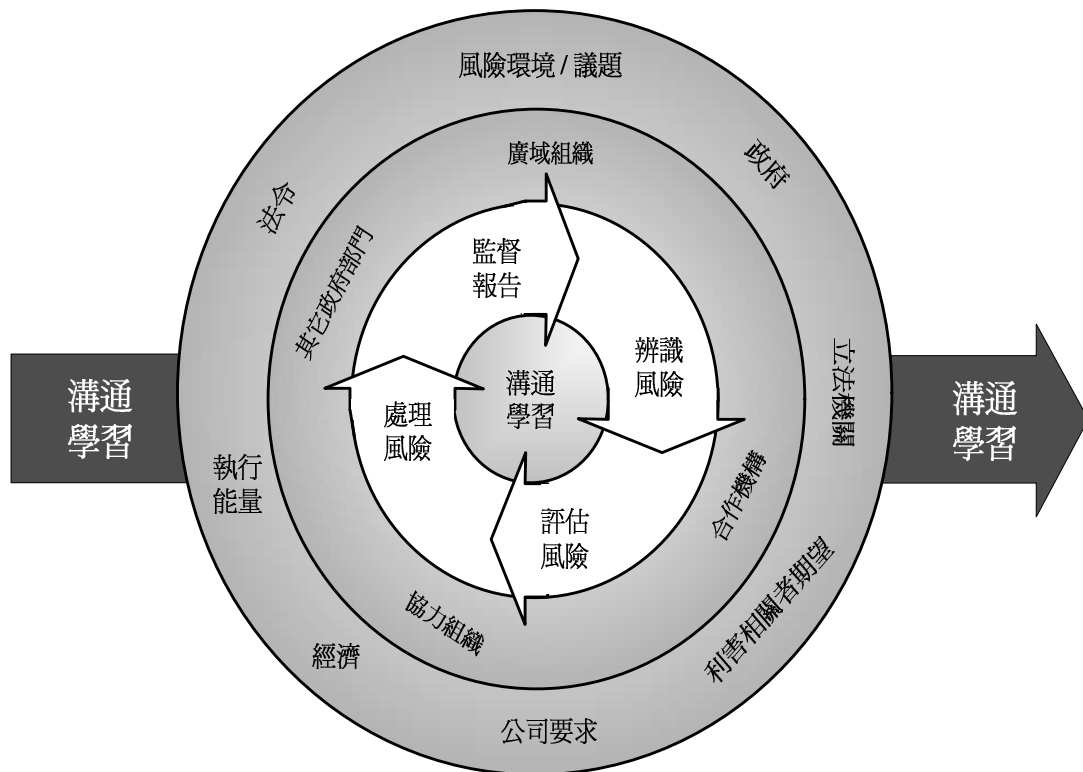 風險環境 / 議題
政府
法令
廣域組織
其它政府部門
監督
報告
辨識
風險
立法機關
溝通
學習
溝通
學習
溝通
學習
處理
風險
執行
能量
合作機構
評估
風險
利害相關者期望
協力組織
經濟
公司要求